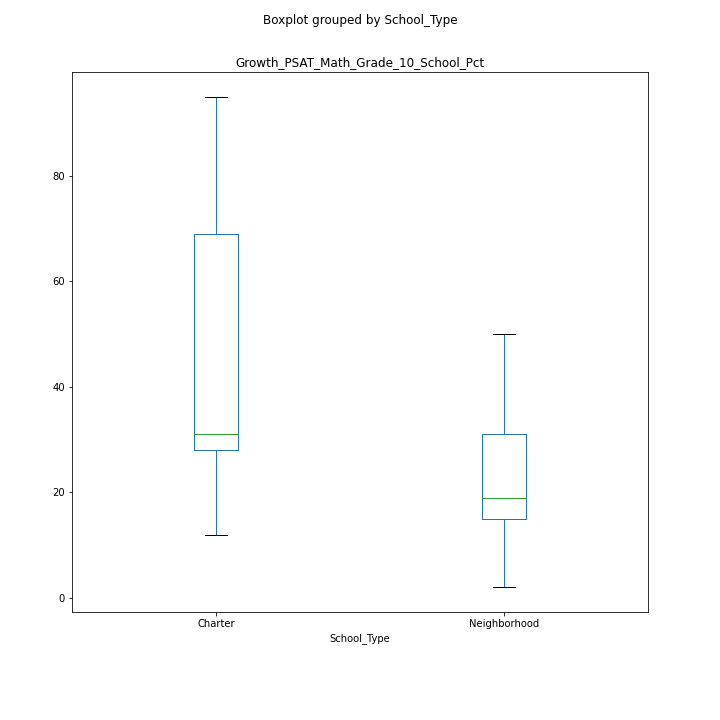 Boxplot grouped by School_Type
Growth_PSAT_Math_Grade_10_School_Pct
80
60
40
20
0
Charter Neighborhood
School_Type